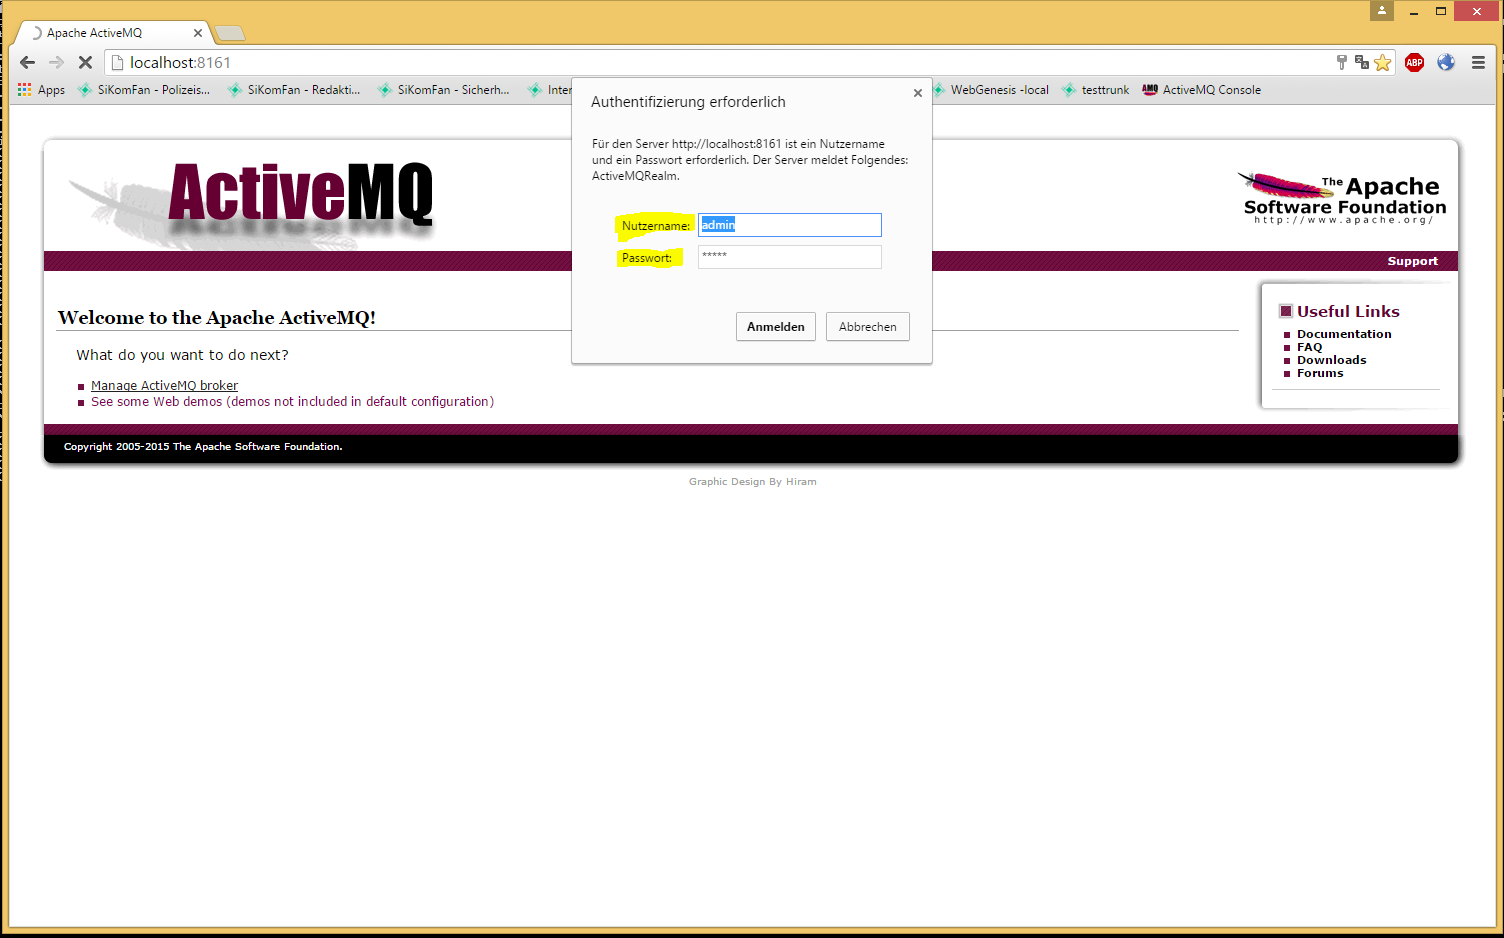 Apache ActiveMQ
localhost:8161
ABP
Apps
SiKomFan - Polizeis...
SiKomFan - Redakti...
SiKomFan - Sicherh...
Inter
WebGenesis -local
testtrunk
AMQ
ActiveMQ Console
Authentifizierung erforderlich
Für den Server http://localhost:8161 ist ein Nutzername
und ein Passwort erforderlich. Der Server meldet Folgendes:
ActiveMQRealm.
Nutzername: admin
Passwort: *****
Anmelden Abbrechen
ActiveMQ
The Apache
Software Foundation
http://www.apache.org/
Support
Welcome to the Apache ActiveMQ!
What do you want to do next?
Manage ActiveMQ broker
See some Web demos (demos not included in default configuration)
Useful Links
Documentation
FAQ
Downloads
Forums
Copyright 2005-2015 The Apache Software Foundation.
Graphic Design By Hiram